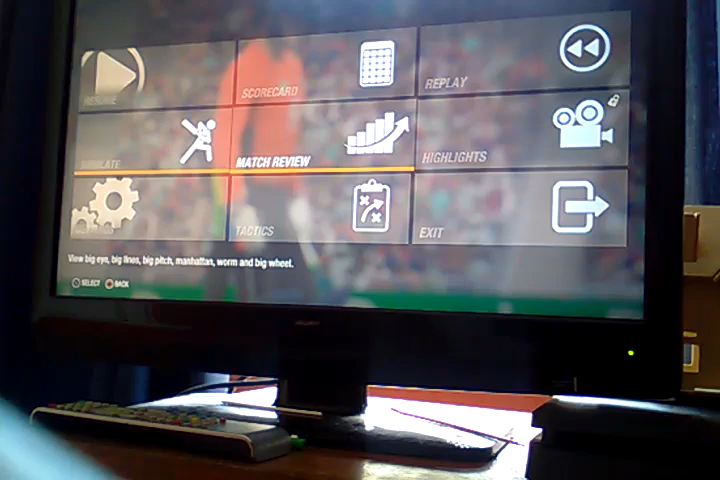 RESUME
SCORECARD
REPLAY
SIMULATE
MATCH REVIEW
HIGHLIGHTS
TACTICS
EXIT
View big eye, big lines, big pitch, manhattan, worm and big wheel.
SELECT BACK